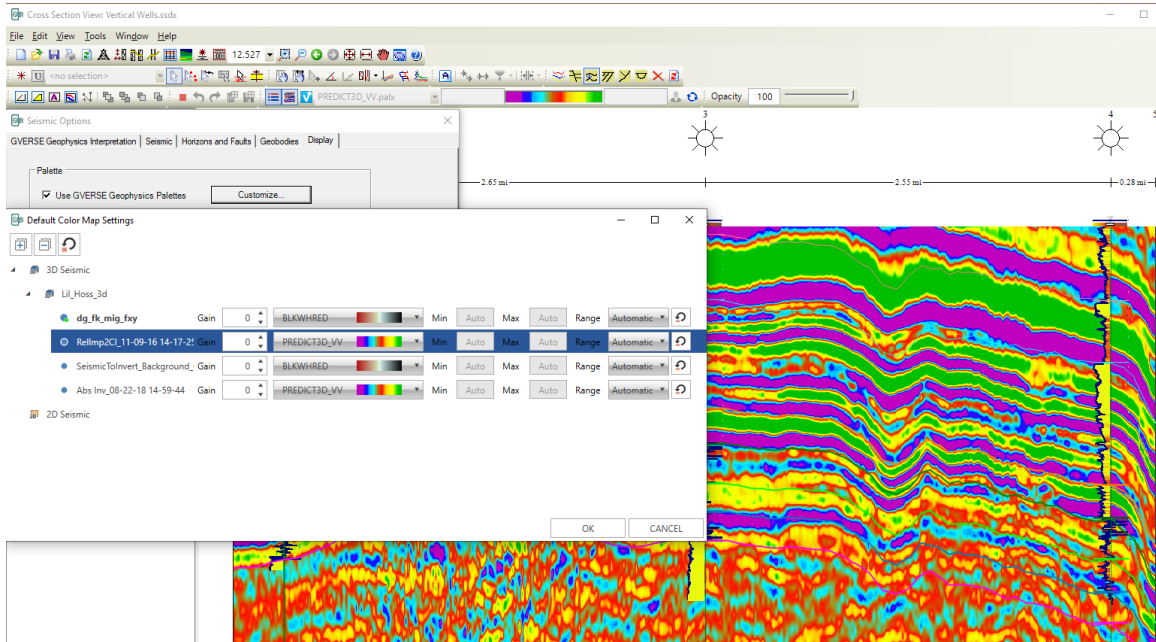 Cross Section View: Vertical Wells.ssdx
File Edit View Tools Window Help
12.527
<no selection>
PREDICT3D_VV.palx Opacity 100
Seismic Options
GVERSE Geophysics Interpretation Seismic Horizons and Faults Geobodies Display
Palette
Use GVERSE Geophysics Palettes Customize...
3 4 5
2.65 mi 2.55 mi 0.28 mi
Default Color Map Settings
3D Seismic
Lil_Hoss_3d
dg_fk_mig_fxy Gain 0 BLKWHRED Min Auto Max Auto Range Automatic
RelImp2CI_11-09-16 14-17-25 Gain 0 PREDICT3D_VV Min Auto Max Auto Range Automatic
SeismicToInvert_Background_ Gain 0 BLKWHRED Min Auto Max Auto Range Automatic
Abs Inv_08-22-18 14-59-44 Gain 0 PREDICT3D_VV Min Auto Max Auto Range Automatic
2D Seismic
OK CANCEL